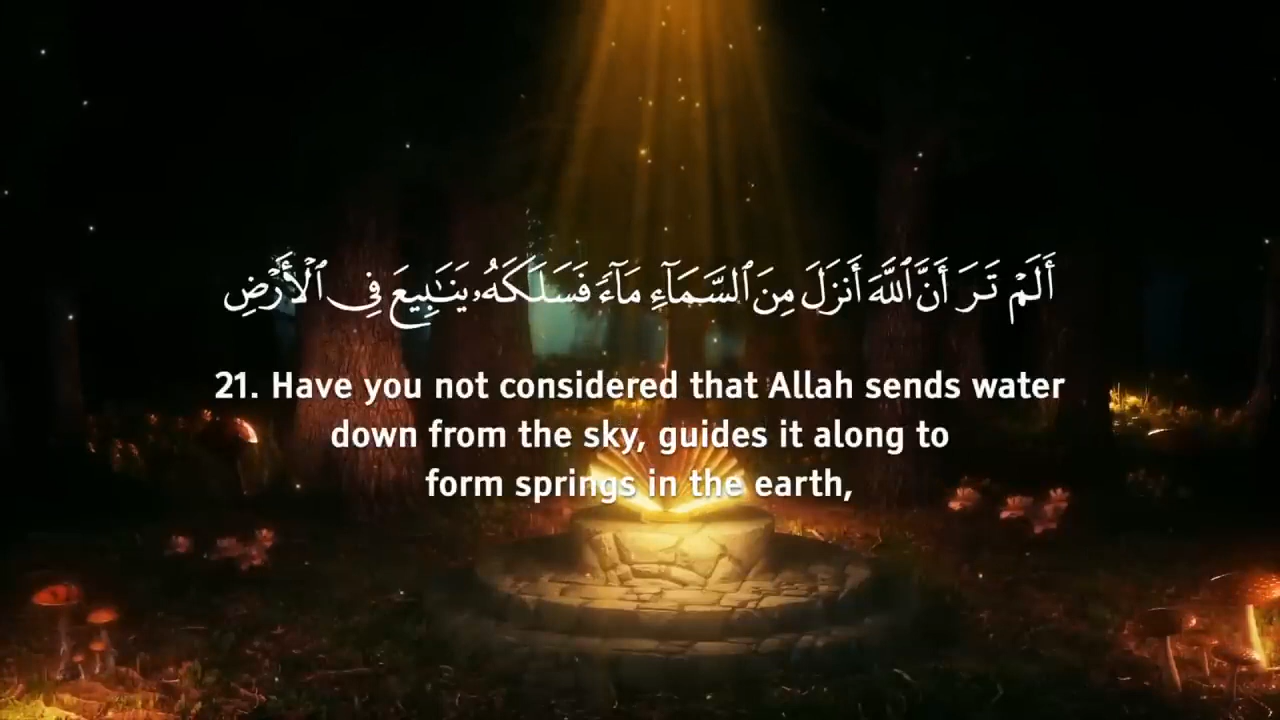 أَلَمْ تَرَ أَنَّ ٱللَّهَ أَنزَلَ مِنَ ٱلسَّمَآءِ مَآءً فَسَلَكَهُۥ يَنَٰبِيعَ فِى ٱلْأَرْضِ
21. Have you not considered that Allah sends water
down from the sky, guides it along to
form springs in the earth,